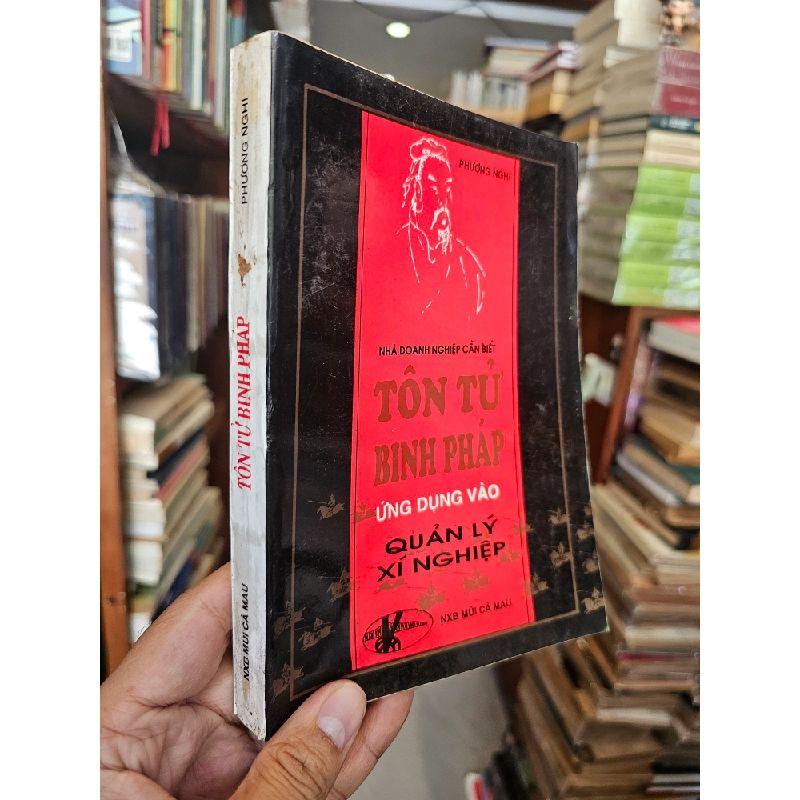 PHƯƠNG NGHI
TÔN TỬ BINH PHÁP
NXB MŨI CÀ MAU
PHƯƠNG NGHI
NHÀ DOANH NGHIỆP CẦN BIẾT
TÔN TỬ
BINH PHÁP
ỨNG DỤNG VÀO
QUẢN LÝ
XÍ NGHIỆP
NXB MŨI CÀ MAU